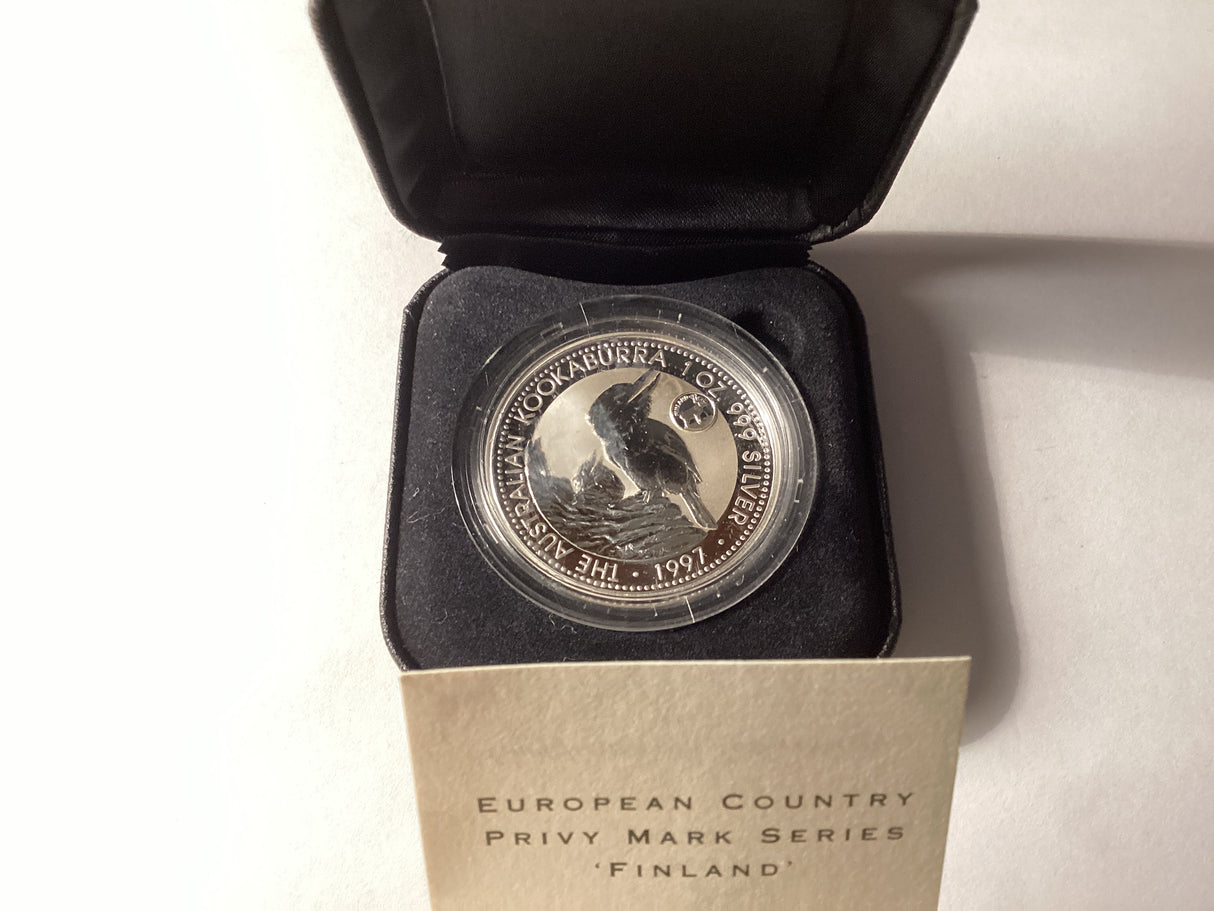 THE AUSTRALIAN KOOKABURRA 1 OZ 999 SILVER • 1997 •
EUROPEAN COUNTRY
PRIVY MARK SERIES
‘FINLAND’